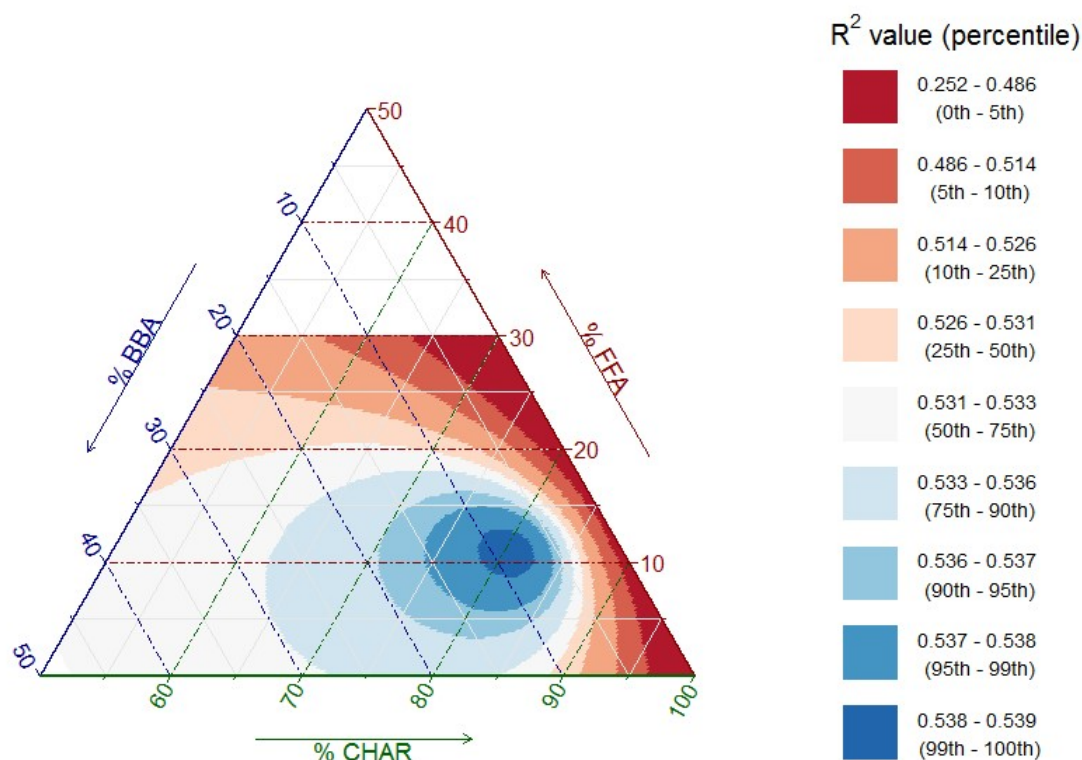 R² value (percentile)
0.252 - 0.486
(0th - 5th)
0.486 - 0.514
(5th - 10th)
0.514 - 0.526
(10th - 25th)
0.526 - 0.531
(25th - 50th)
0.531 - 0.533
(50th - 75th)
0.533 - 0.536
(75th - 90th)
0.536 - 0.537
(90th - 95th)
0.537 - 0.538
(95th - 99th)
0.538 - 0.539
(99th - 100th)
50
40
30
20
10
% FFA
10
20
30
40
50
% BBA
60
70
80
90
100
% CHAR